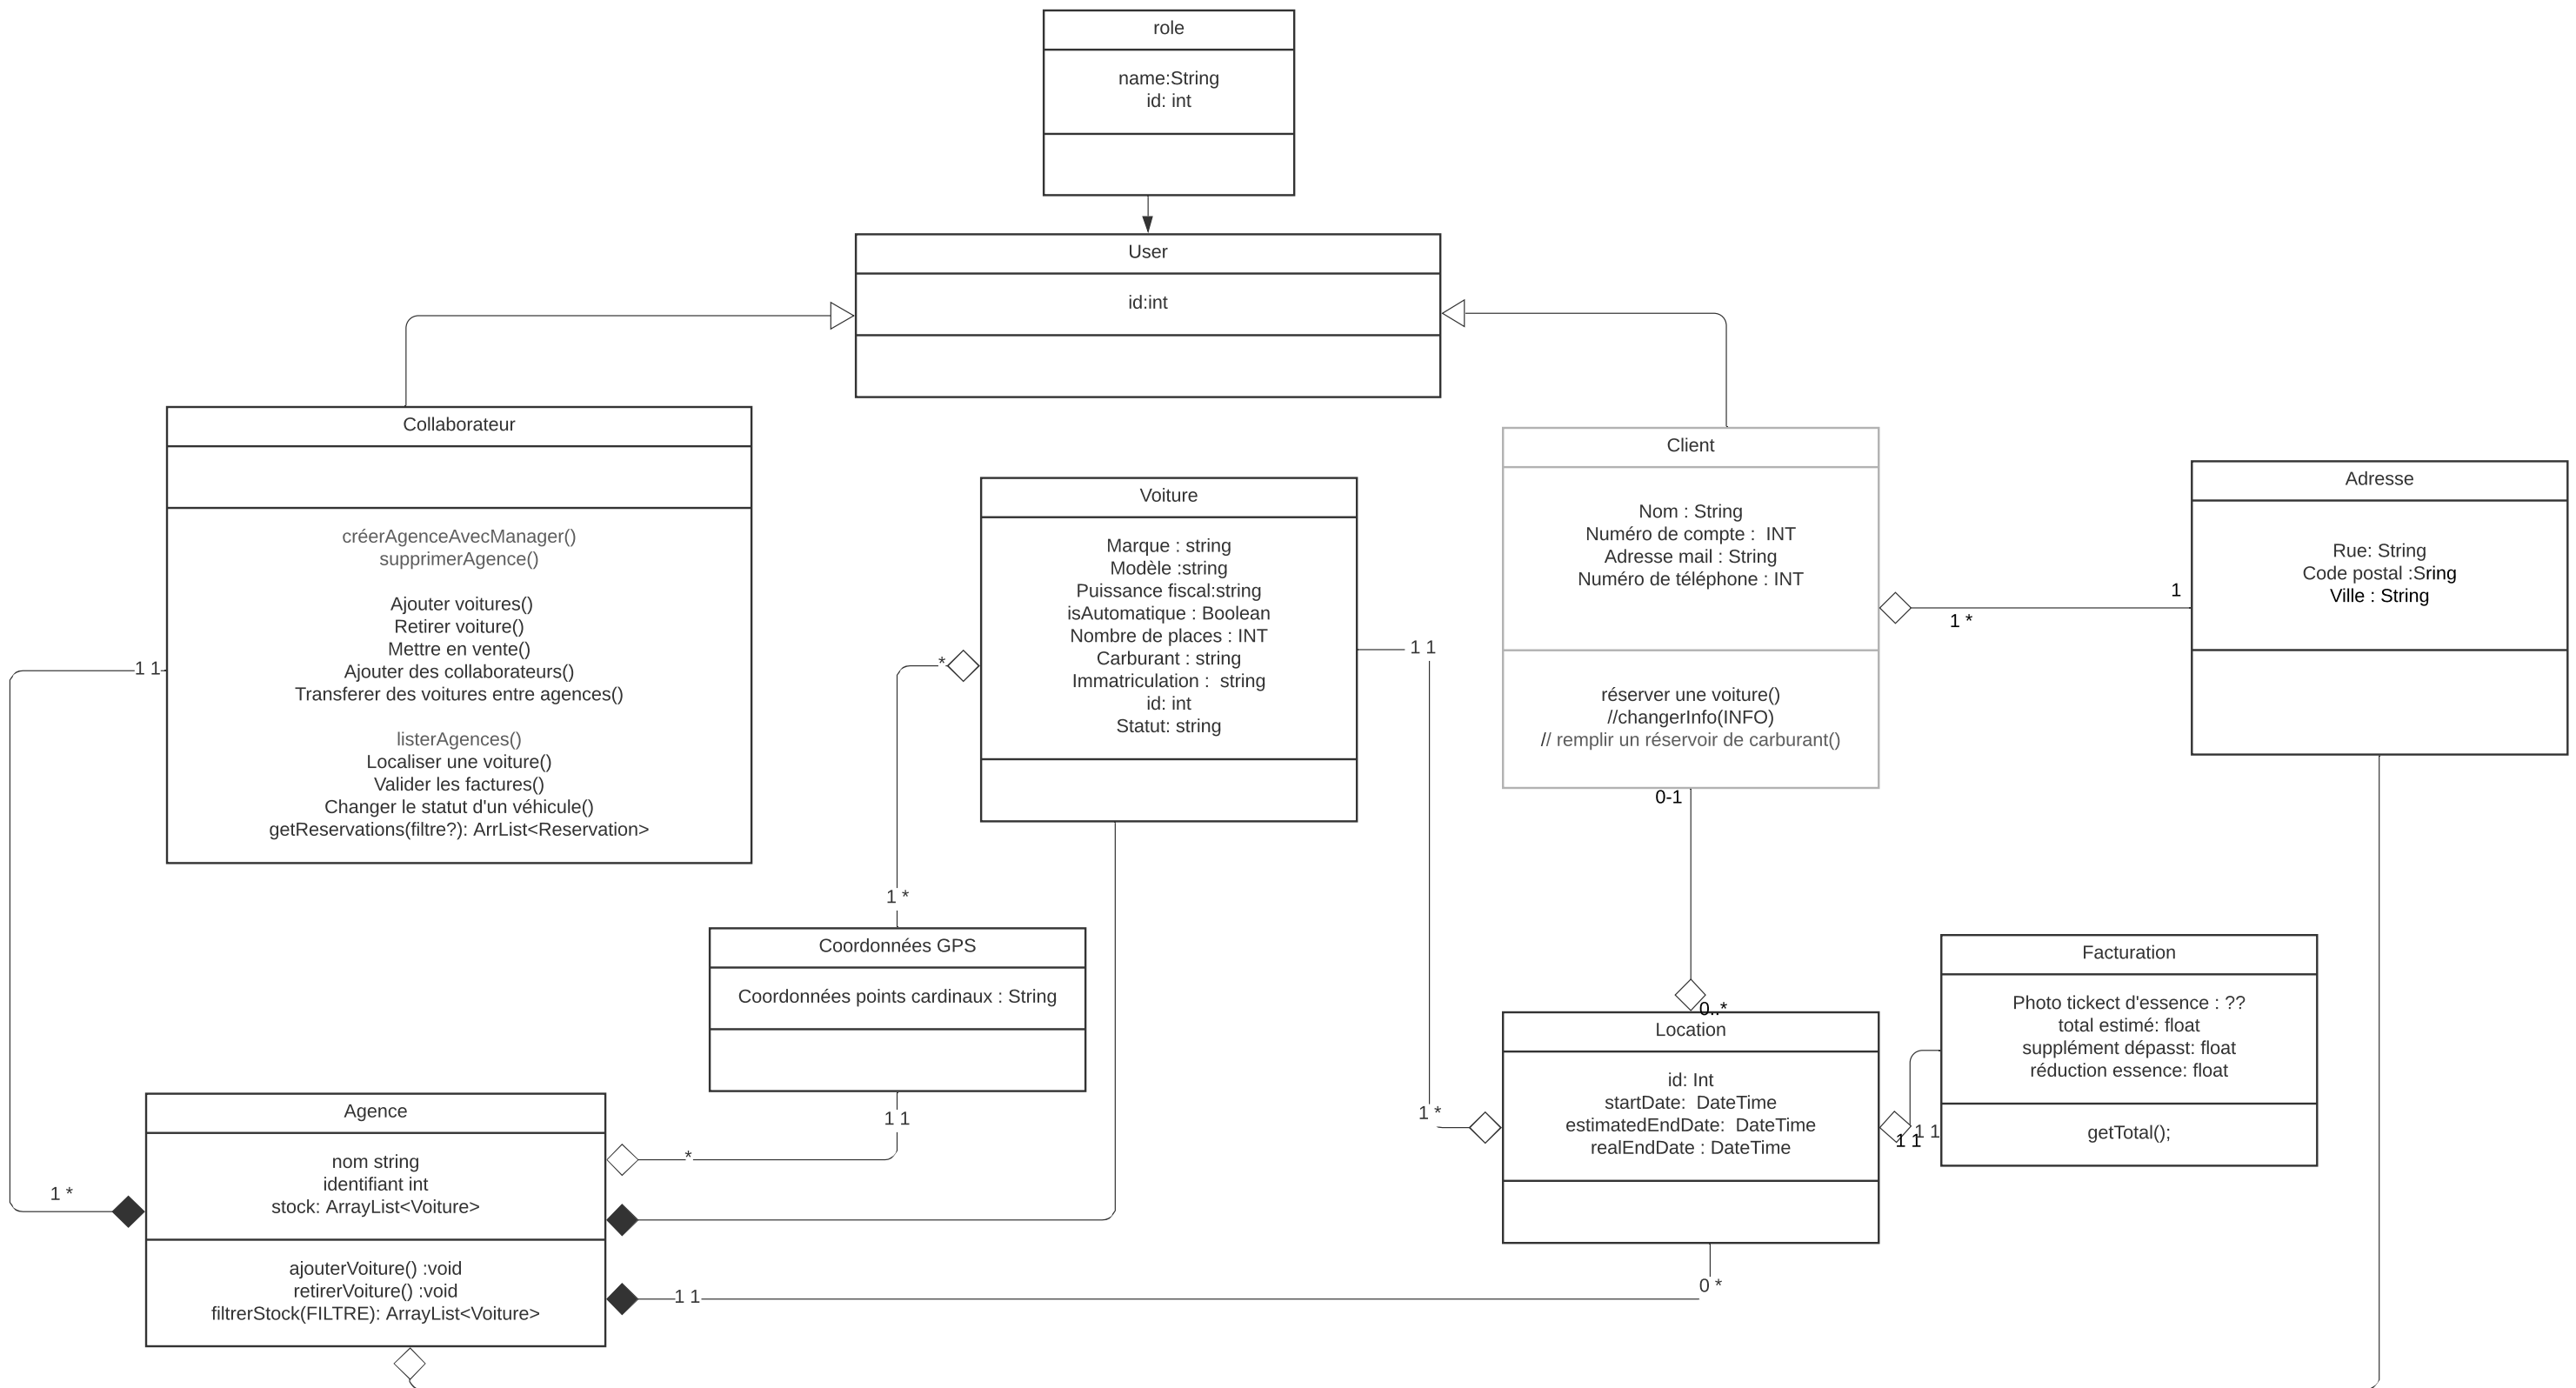 role
name:String
id: int
User
id:int
Collaborateur
créerAgenceAvecManager()
supprimerAgence()
Ajouter voitures()
Retirer voiture()
Mettre en vente()
Ajouter des collaborateurs()
Transferer des voitures entre agences()
listerAgences()
Localiser une voiture()
Valider les factures()
Changer le statut d'un véhicule()
getReservations(filtre?): ArrList<Reservation>
1 1
1 *
Voiture
Marque : string
Modèle :string
Puissance fiscal:string
isAutomatique : Boolean
Nombre de places : INT
Carburant : string
Immatriculation :  string
id: int
Statut: string
*
1 *
1 1
1 *
Client
Nom : String
Numéro de compte :  INT
Adresse mail : String
Numéro de téléphone : INT
réserver une voiture()
//changerInfo(INFO)
// remplir un réservoir de carburant()
1 *
1
0-1
0..*
Adresse
Rue: String
Code postal :Sring
Ville : String
Coordonnées GPS
Coordonnées points cardinaux : String
1 1
*
Location
id: Int
startDate:  DateTime
estimatedEndDate:  DateTime
realEndDate : DateTime
1 1
1 1
Facturation
Photo tickect d'essence : ??
total estimé: float
supplément dépasst: float
réduction essence: float
getTotal();
Agence
nom string
identifiant int
stock: ArrayList<Voiture>
ajouterVoiture() :void
retirerVoiture() :void
filtrerStock(FILTRE): ArrayList<Voiture>
1 1
0 *